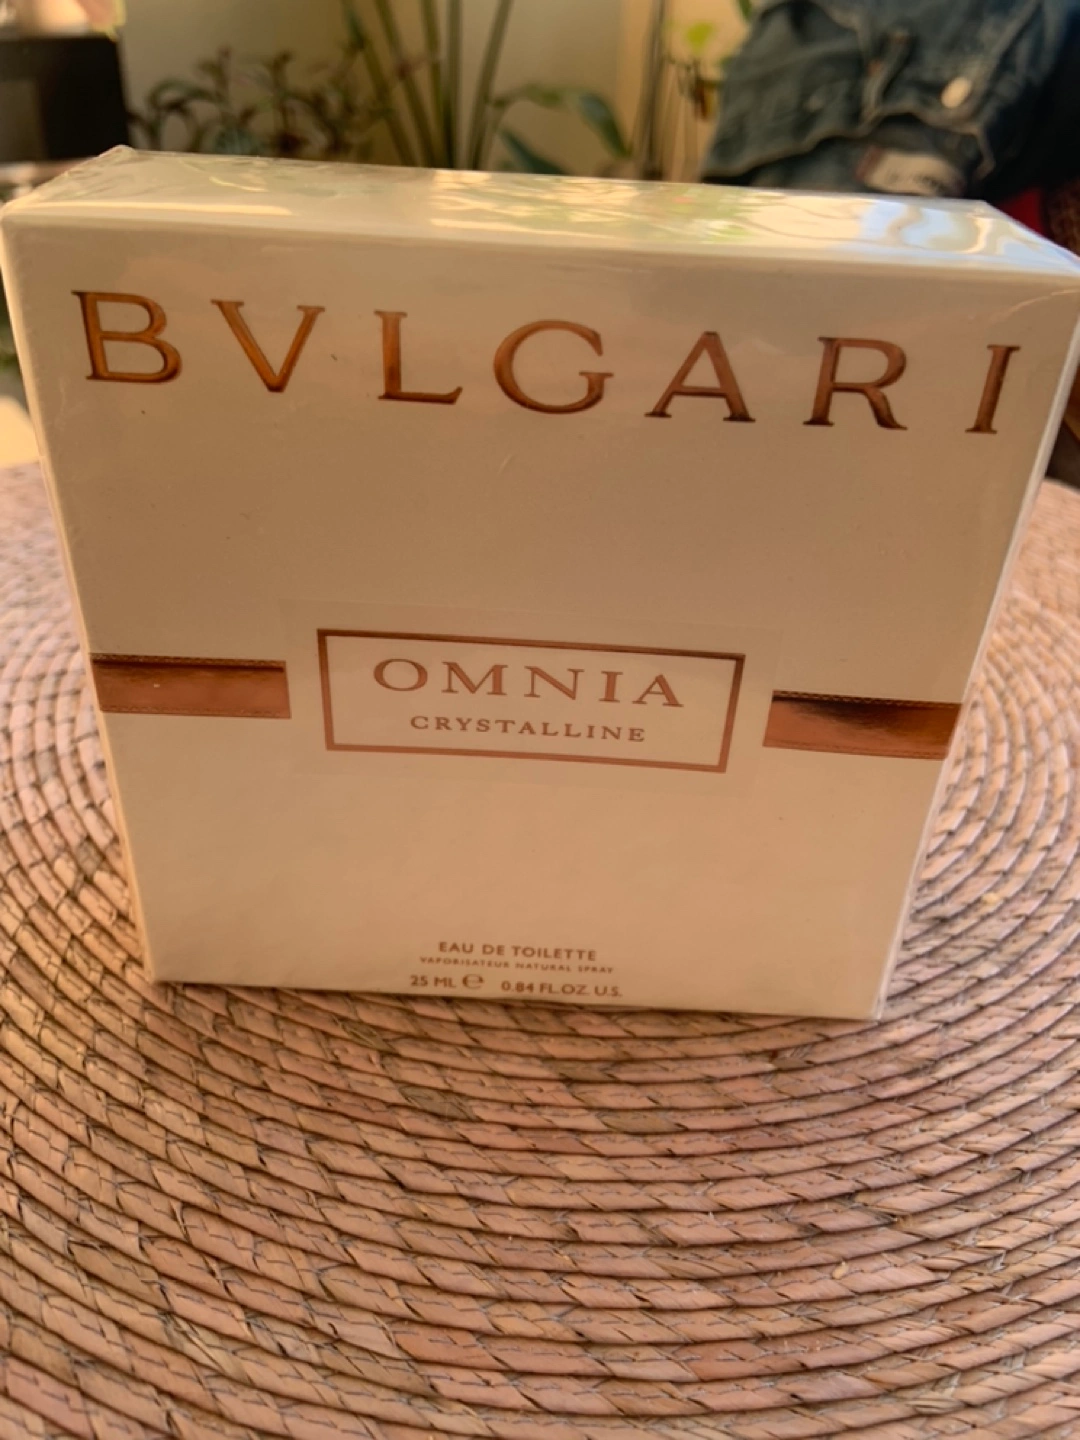 BVLGARI
OMNIA
CRYSTALLINE
EAU DE TOILETTE
VAPORISATEUR NATURAL SPRAY
25 ML ℮ 0.84 FL.OZ. U.S.